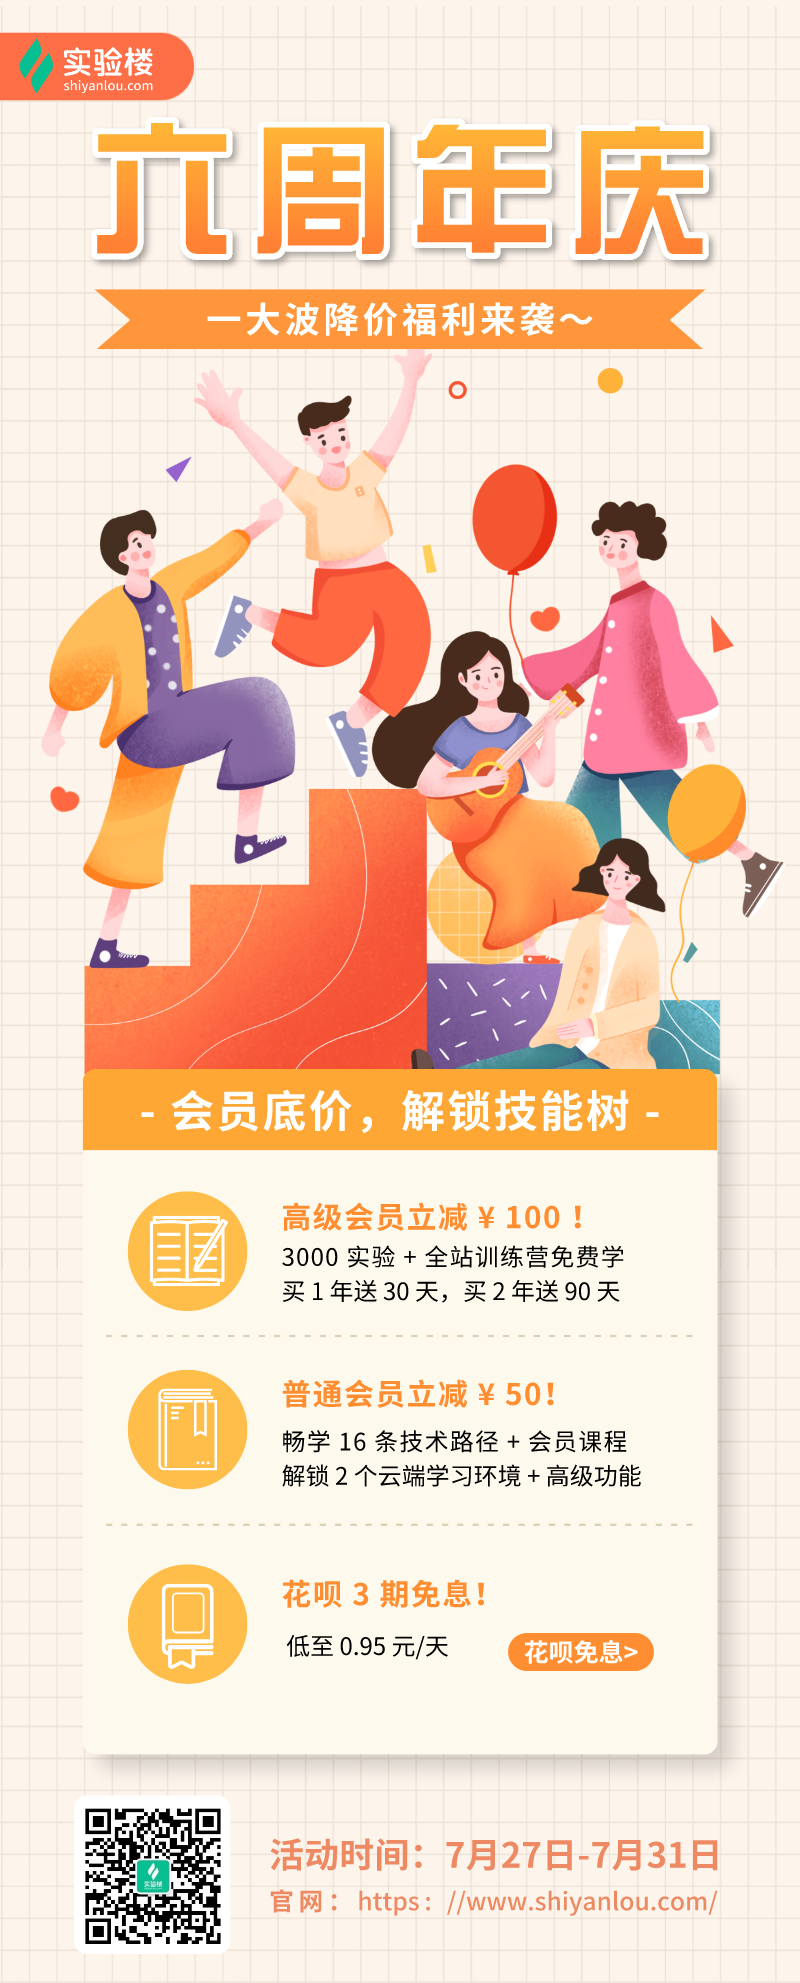 实验楼
shiyanlou.com
六周年庆
一大波降价福利来袭～
- 会员底价，解锁技能树 -
高级会员立减 ¥ 100！
3000 实验 + 全站训练营免费学
买 1 年送 30 天，买 2 年送 90 天
普通会员立减 ¥ 50！
畅学 16 条技术路径 + 会员课程
解锁 2 个云端学习环境 + 高级功能
花呗 3 期免息！
低至 0.95 元/天
花呗免息>
实验楼
活动时间：7月27日-7月31日
官网：https：//www.shiyanlou.com/